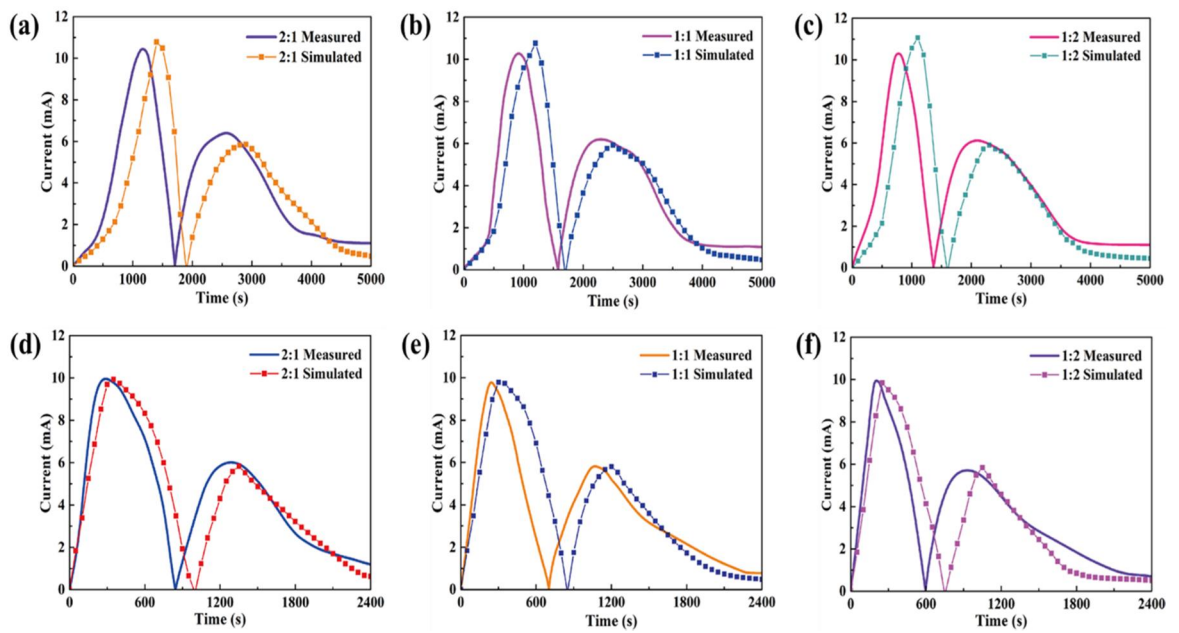 (a)
12
10
8
6
4
2
0
Current (mA)
2:1 Measured
2:1 Simulated
0 1000 2000 3000 4000 5000
Time (s)
(b)
12
10
8
6
4
2
0
Current (mA)
1:1 Measured
1:1 Simulated
0 1000 2000 3000 4000 5000
Time (s)
(c)
12
10
8
6
4
2
0
Current (mA)
1:2 Measured
1:2 Simulated
0 1000 2000 3000 4000 5000
Time (s)
(d)
12
10
8
6
4
2
0
Current (mA)
2:1 Measured
2:1 Simulated
0 600 1200 1800 2400
Time (s)
(e)
12
10
8
6
4
2
0
Current (mA)
1:1 Measured
1:1 Simulated
0 600 1200 1800 2400
Time (s)
(f)
12
10
8
6
4
2
0
Current (mA)
1:2 Measured
1:2 Simulated
0 600 1200 1800 2400
Time (s)